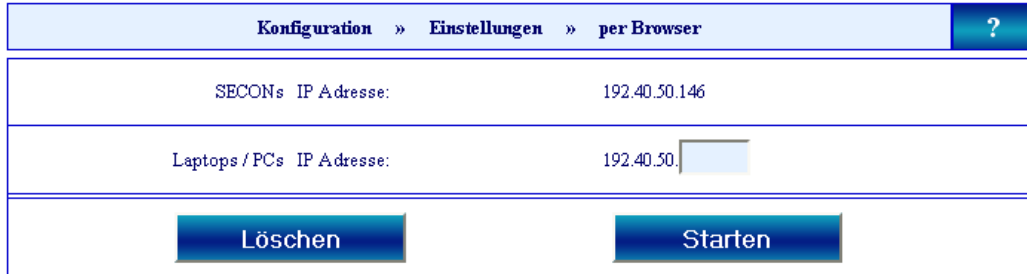 Konfiguration » Einstellungen » per Browser ?
SECONs IP Adresse: 192.40.50.146
Laptops / PCs IP Adresse: 192.40.50.
Löschen Starten